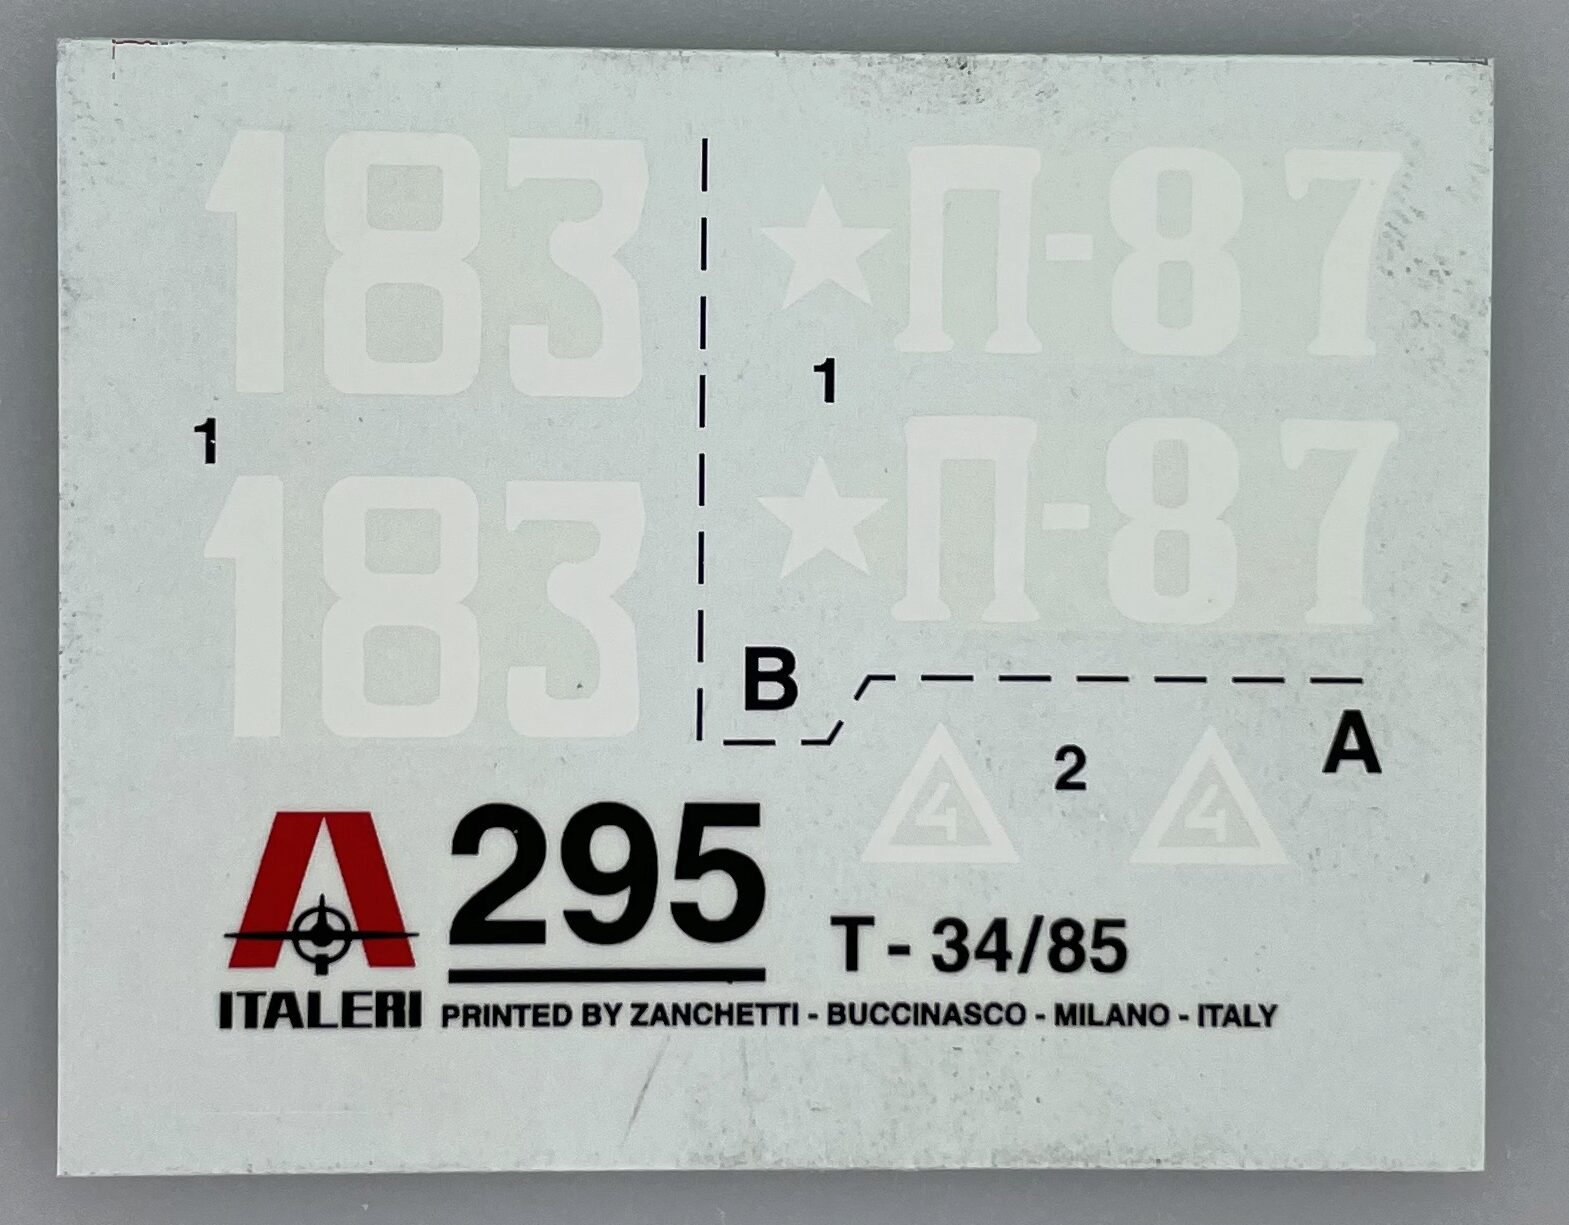 183
★П-87
1
1
★П-87
183
B
A
2
4
4
295
T - 34/85
ITALERI
PRINTED BY ZANCHETTI - BUCCINASCO - MILANO - ITALY